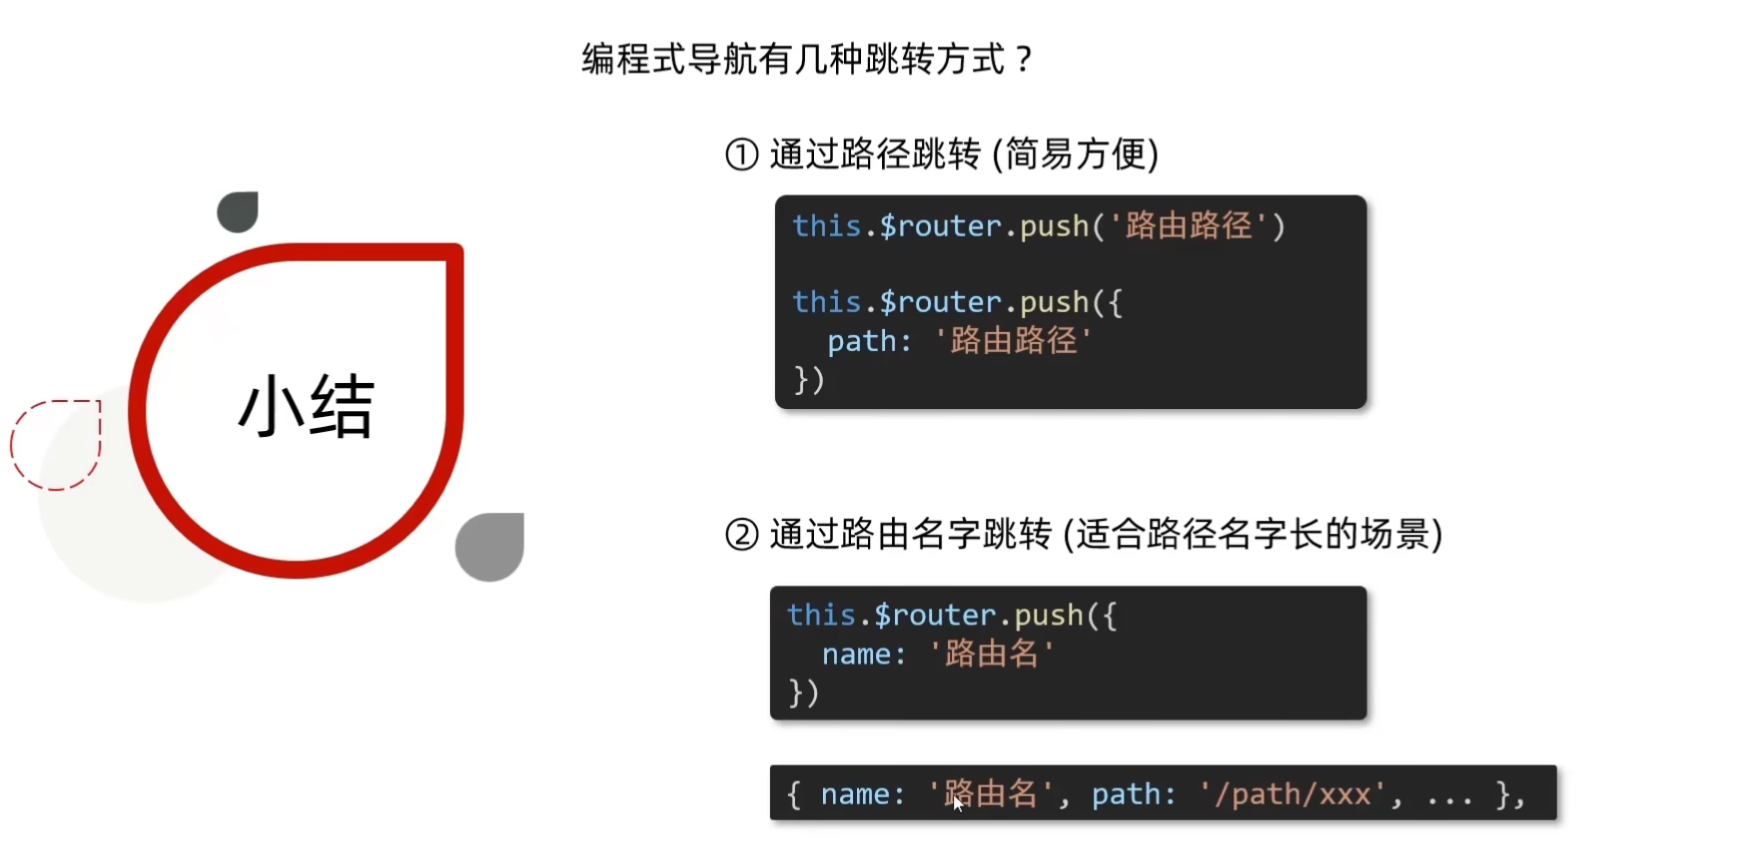 编程式导航有几种跳转方式？
① 通过路径跳转 (简易方便)
this.$router.push('路由路径')
this.$router.push({
  path: '路由路径'
})
小结
② 通过路由名字跳转 (适合路径名字长的场景)
this.$router.push({
  name: '路由名'
})
{ name: '路由名', path: '/path/xxx', ... },